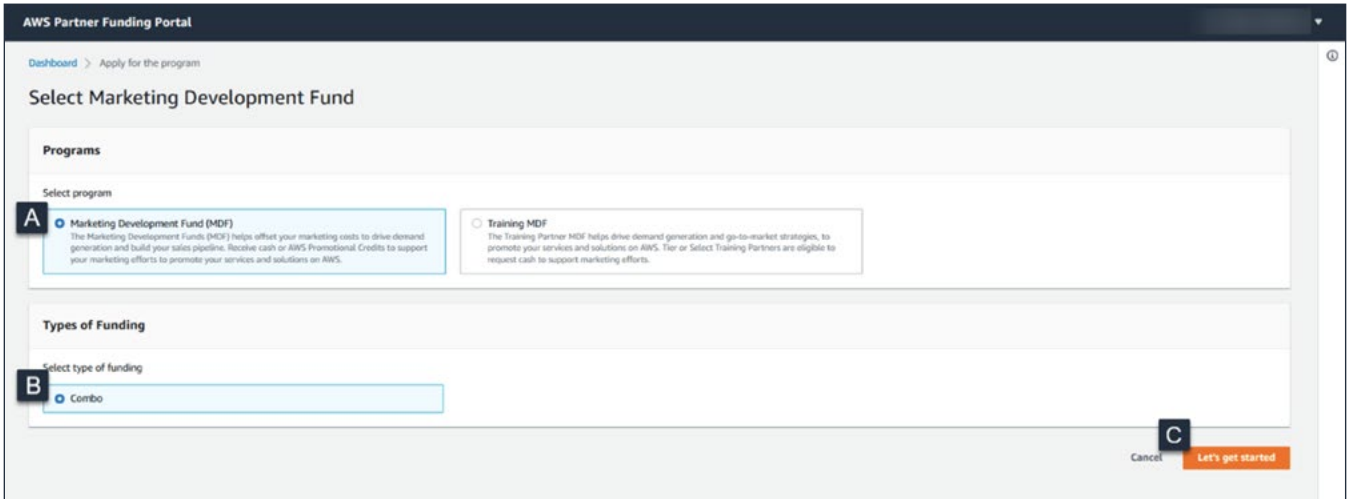 AWS Partner Funding Portal
Dashboard > Apply for the program
Select Marketing Development Fund
Programs
Select program
A
Marketing Development Fund (MDF)
The Marketing Development Funds (MDF) helps offset your marketing costs to drive demand
generation and build your sales pipeline. Receive cash or AWS Promotional Credits to support
your marketing efforts to promote your services and solutions on AWS.
Training MDF
The Training Partner MDF helps drive demand generation and go-to-market strategies, to
promote your services and solutions on AWS. Tier or Select Training Partners are eligible to
request cash to support marketing efforts.
Types of Funding
Select type of funding
B
Combo
C
Cancel
Let's get started